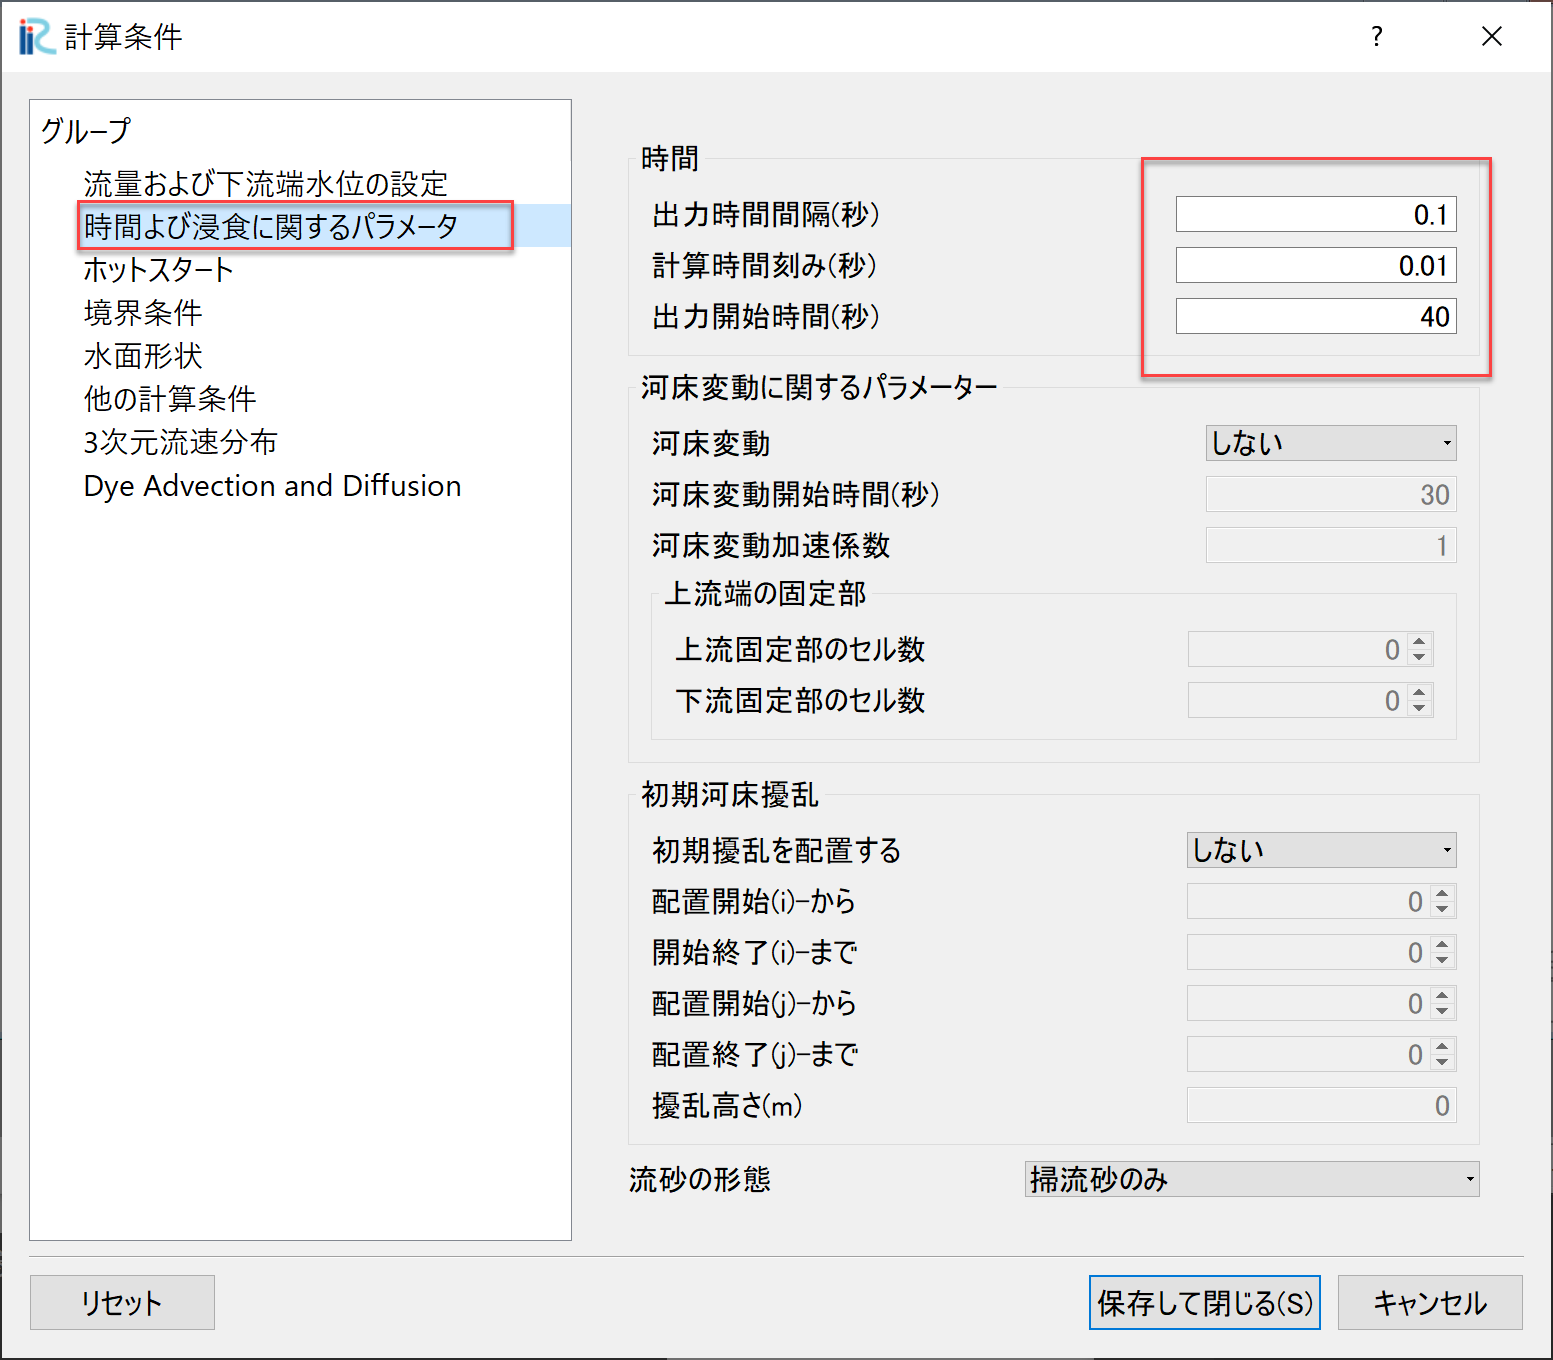 iRC 計算条件
?
グループ
流量および下流端水位の設定
時間よび浸食に関するパラメータ
ホットスタート
境界条件
水面形状
他の計算条件
3次元流速分布
Dye Advection and Diffusion
時間
出力時間間隔(秒) 0.1
計算時間刻み(秒) 0.01
出力開始時間(秒) 40
河床変動に関するパラメーター
河床変動 しない
河床変動開始時間(秒) 30
河床変動加速係数 1
上流端の固定部
上流固定部のセル数 0
下流固定部のセル数 0
初期河床擾乱
初期擾乱を配置する しない
配置開始(i)-から 0
開始終了(i)-まで 0
配置開始(j)-から 0
配置終了(j)-まで 0
擾乱高さ(m) 0
流砂の形態 掃流砂のみ
リセット 保存して閉じる(S) キャンセル